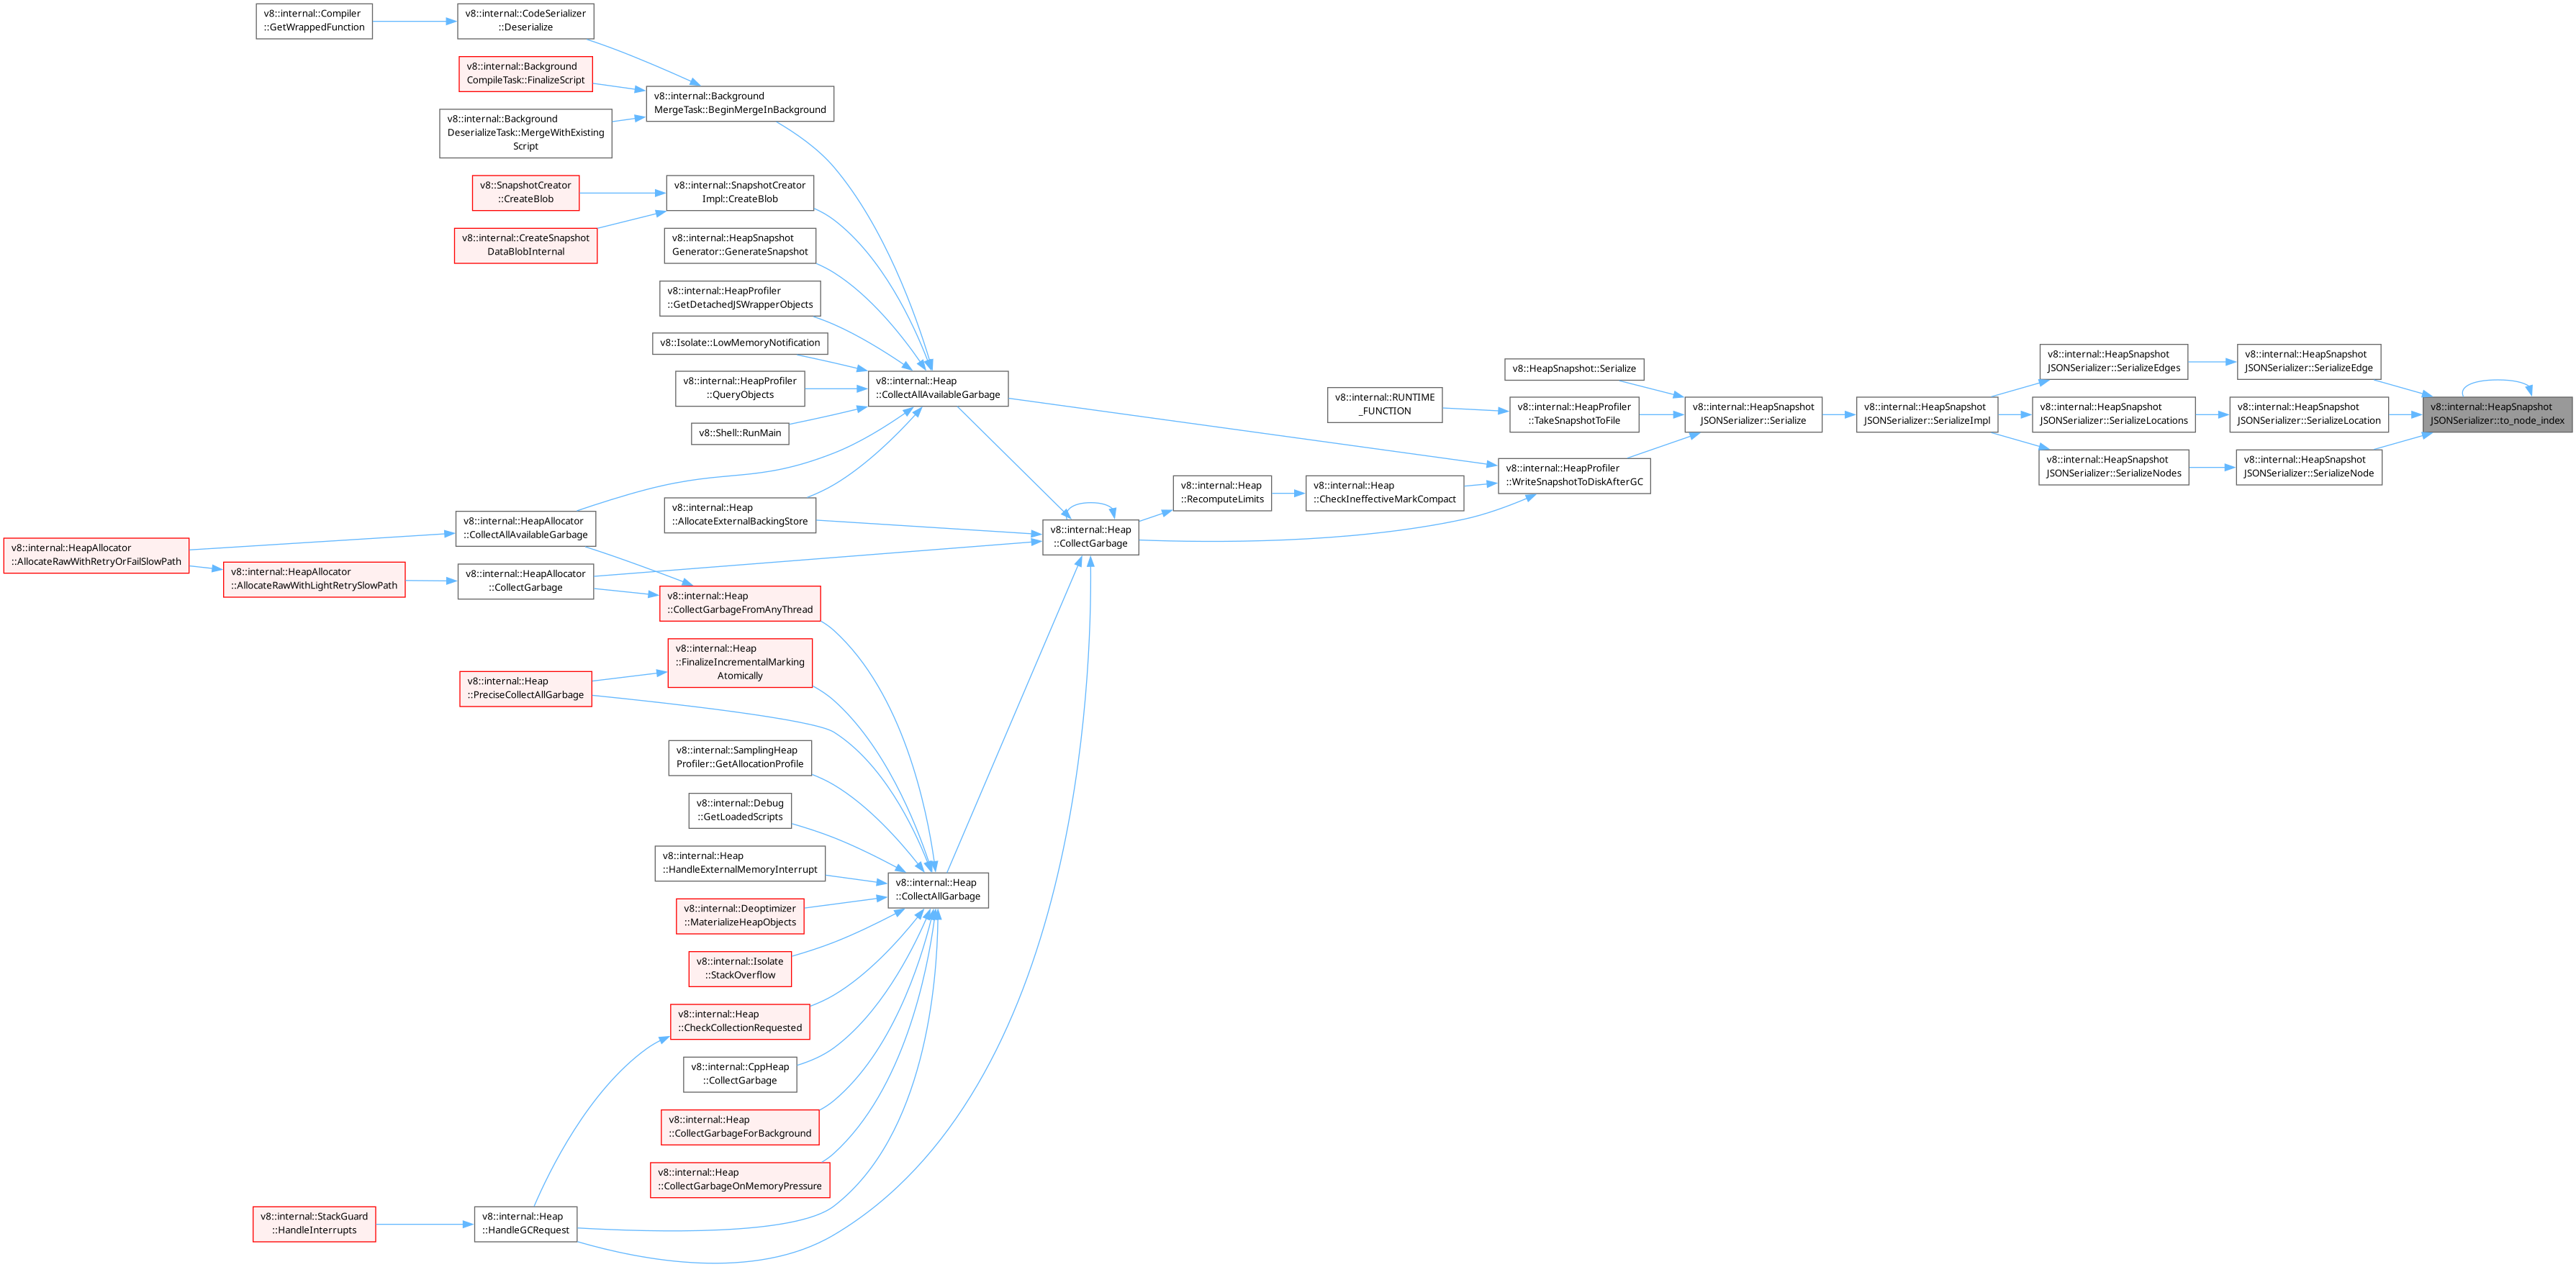 v8::internal::Compiler
::GetWrappedFunction
v8::internal::CodeSerializer
::Deserialize
v8::internal::Background
CompileTask::FinalizeScript
v8::internal::Background
MergeTask::BeginMergeInBackground
v8::internal::Background
DeserializeTask::MergeWithExisting
Script
v8::SnapshotCreator
::CreateBlob
v8::internal::SnapshotCreator
Impl::CreateBlob
v8::internal::CreateSnapshot
DataBlobInternal
v8::internal::HeapSnapshot
Generator::GenerateSnapshot
v8::internal::HeapProfiler
::GetDetachedJSWrapperObjects
v8::Isolate::LowMemoryNotification
v8::internal::HeapProfiler
::QueryObjects
v8::internal::Heap
::CollectAllAvailableGarbage
v8::Shell::RunMain
v8::internal::Heap
::AllocateExternalBackingStore
v8::internal::HeapAllocator
::CollectAllAvailableGarbage
v8::internal::HeapAllocator
::AllocateRawWithRetryOrFailSlowPath
v8::internal::HeapAllocator
::AllocateRawWithLightRetrySlowPath
v8::internal::HeapAllocator
::CollectGarbage
v8::internal::Heap
::CollectGarbageFromAnyThread
v8::internal::Heap
::CollectGarbage
v8::internal::Heap
::RecomputeLimits
v8::internal::Heap
::CheckIneffectiveMarkCompact
v8::internal::RUNTIME
_FUNCTION
v8::HeapSnapshot::Serialize
v8::internal::HeapProfiler
::TakeSnapshotToFile
v8::internal::HeapProfiler
::WriteSnapshotToDiskAfterGC
v8::internal::HeapSnapshot
JSONSerializer::Serialize
v8::internal::HeapSnapshot
JSONSerializer::SerializeImpl
v8::internal::HeapSnapshot
JSONSerializer::SerializeEdges
v8::internal::HeapSnapshot
JSONSerializer::SerializeEdge
v8::internal::HeapSnapshot
JSONSerializer::SerializeLocations
v8::internal::HeapSnapshot
JSONSerializer::SerializeLocation
v8::internal::HeapSnapshot
JSONSerializer::to_node_index
v8::internal::HeapSnapshot
JSONSerializer::SerializeNodes
v8::internal::HeapSnapshot
JSONSerializer::SerializeNode
v8::internal::Heap
::FinalizeIncrementalMarking
Atomically
v8::internal::Heap
::PreciseCollectAllGarbage
v8::internal::SamplingHeap
Profiler::GetAllocationProfile
v8::internal::Debug
::GetLoadedScripts
v8::internal::Heap
::HandleExternalMemoryInterrupt
v8::internal::Heap
::CollectAllGarbage
v8::internal::Deoptimizer
::MaterializeHeapObjects
v8::internal::Isolate
::StackOverflow
v8::internal::Heap
::CheckCollectionRequested
v8::internal::CppHeap
::CollectGarbage
v8::internal::Heap
::CollectGarbageForBackground
v8::internal::Heap
::CollectGarbageOnMemoryPressure
v8::internal::StackGuard
::HandleInterrupts
v8::internal::Heap
::HandleGCRequest